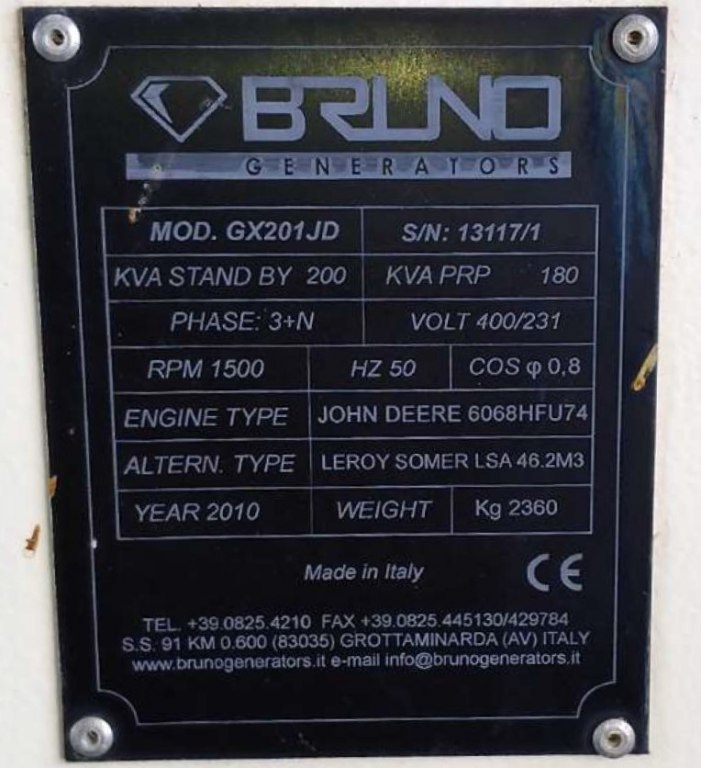 BRUNO
GENERATORS
MOD. GX201JD S/N: 13117/1
KVA STAND BY 200 KVA PRP 180
PHASE: 3+N VOLT 400/231
RPM 1500 HZ 50 COS φ 0,8
ENGINE TYPE JOHN DEERE 6068HFU74
ALTERN. TYPE LEROY SOMER LSA 46.2M3
YEAR 2010 WEIGHT Kg 2360
Made in Italy CE
TEL. +39.0825.4210 FAX +39.0825.445130/429784
S.S. 91 KM 0.600 (83035) GROTTAMINARDA (AV) ITALY
www.brunogenerators.it e-mail info@brunogenerators.it